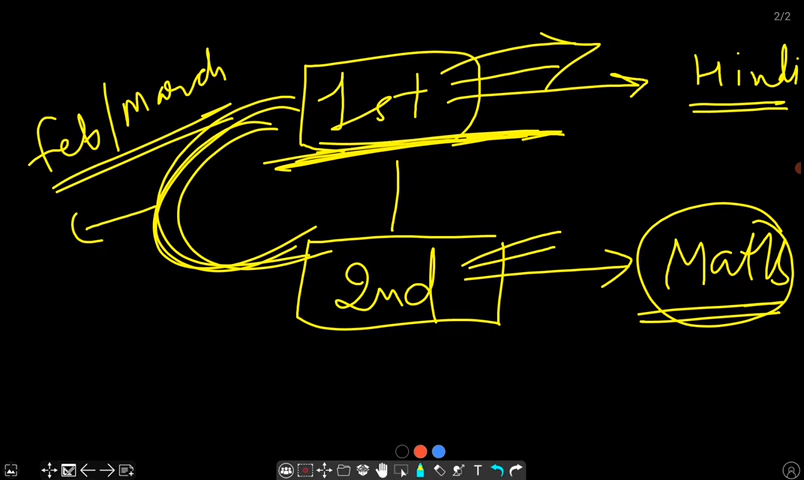 2/2
1st
Hindi
Feb/March
2nd
Maths
T